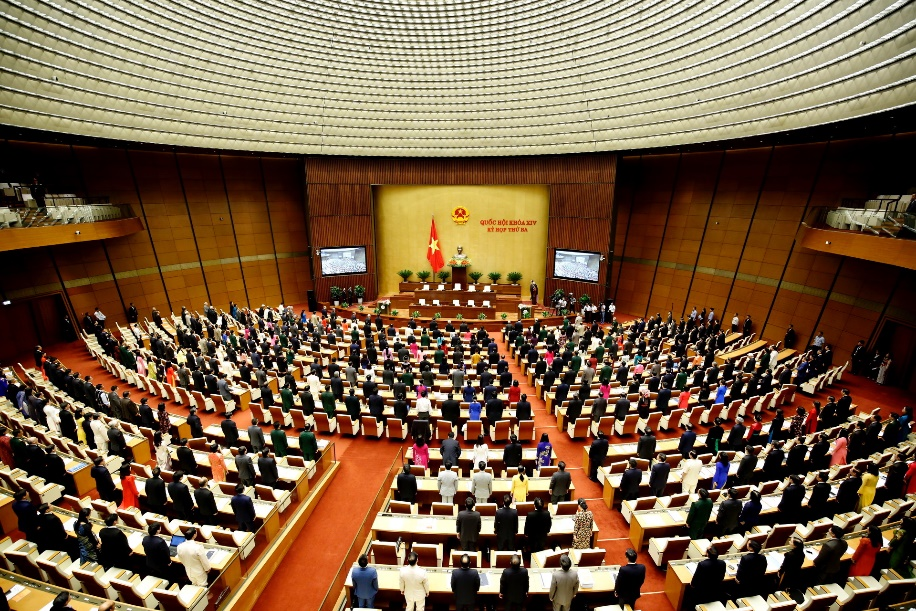 QUỐC HỘI KHÓA XIV
KỲ HỌP THỨ BA